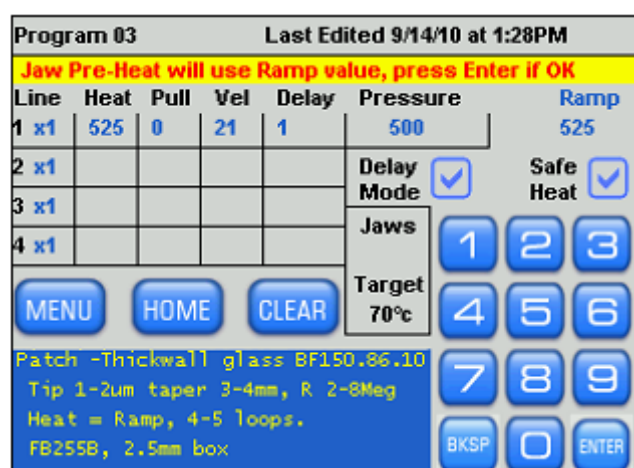 Program 03 Last Edited 9/14/10 at 1:28PM
Jaw Pre-Heat will use Ramp value, press Enter if OK
Line Heat Pull Vel Delay Pressure Ramp
1 x1 525 0 21 1 500 525
2 x1
Delay Mode
Safe Heat
3 x1
4 x1
Jaws
Target
70°c
1 2 3
MENU HOME CLEAR
4 5 6
Patch -Thickwall glass BF150.86.10
Tip 1-2um taper 3-4mm, R 2-8Meg
Heat = Ramp, 4-5 loops.
FB255B, 2.5mm box
7 8 9
BKSP 0 ENTER